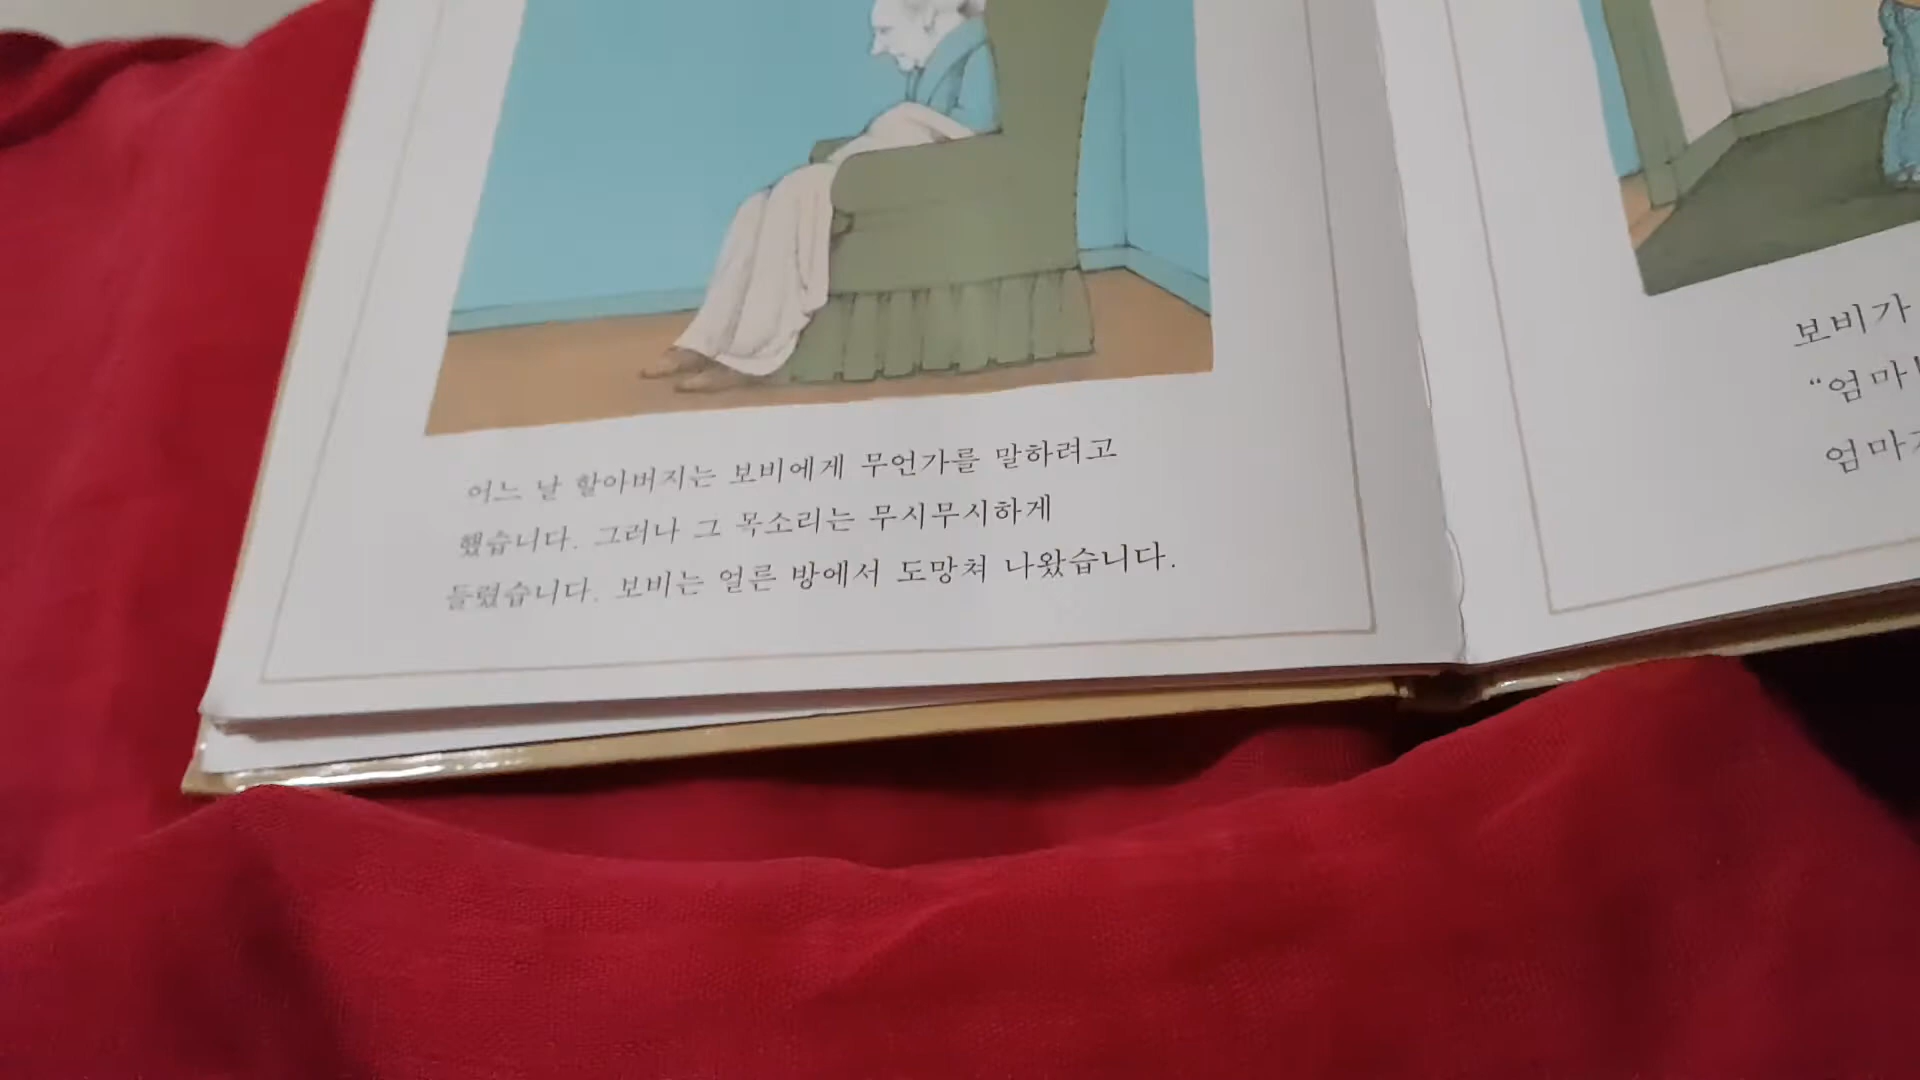 어느 날 할아버지는 보비에게 무언가를 말하려고
했습니다. 그러나 그 목소리는 무시무시하게
들렸습니다. 보비는 얼른 방에서 도망쳐 나왔습니다.
보비가
“엄마!
엄마